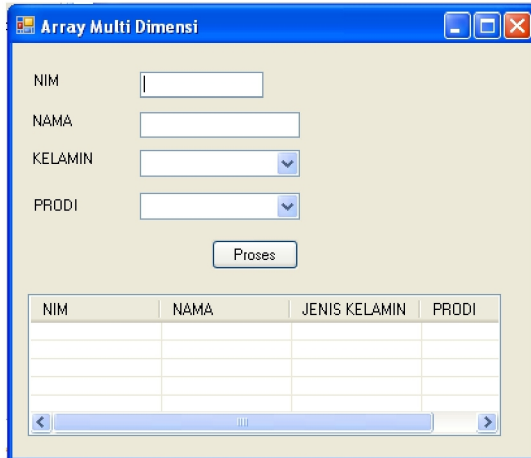 Array Multi Dimensi
NIM
NAMA
KELAMIN
PRODI
Proses
NIM NAMA JENIS KELAMIN PRODI